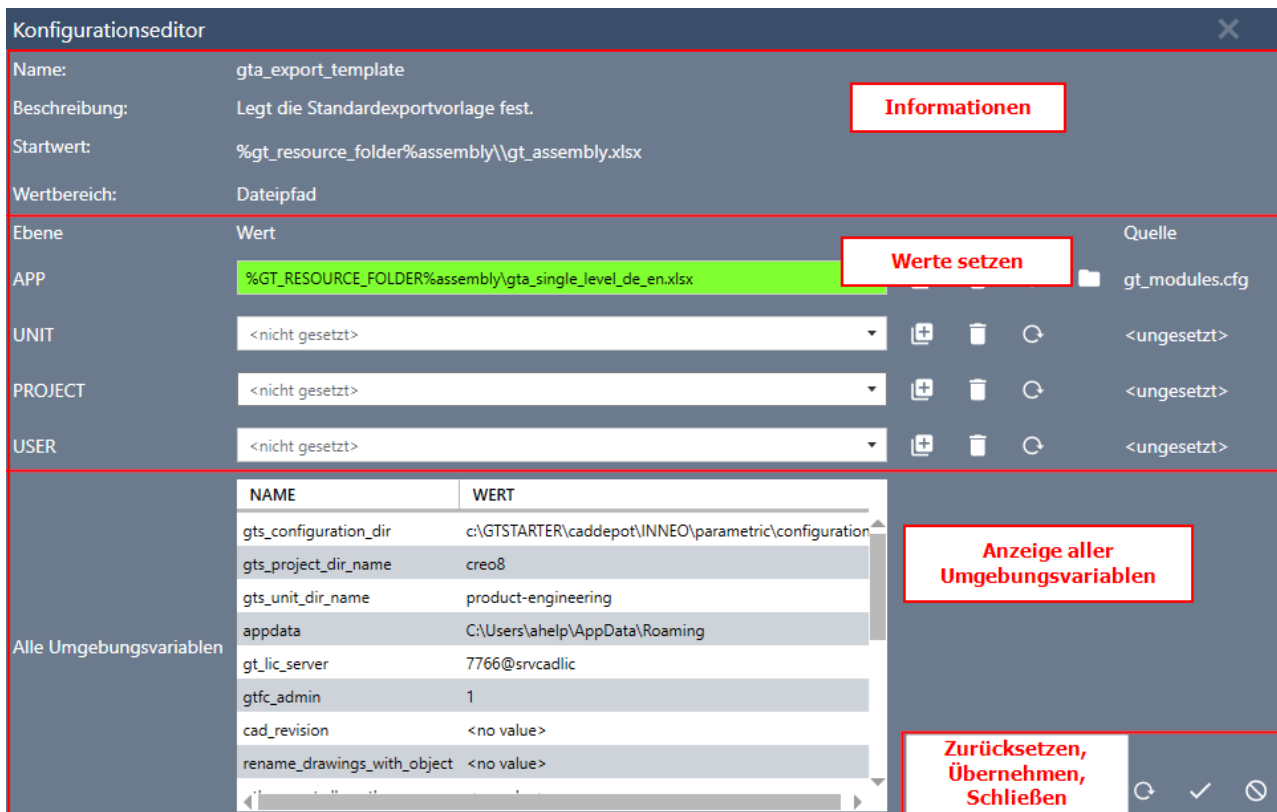 Konfigurationseditor
Name: gta_export_template
Beschreibung: Legt die Standardexportvorlage fest.
Informationen
Startwert: %gt_resource_folder%assembly\\gt_assembly.xlsx
Wertbereich: Dateipfad
Ebene Wert Quelle
Werte setzen
APP %GT_RESOURCE_FOLDER%assembly\gta_single_level_de_en.xlsx gt_modules.cfg
UNIT <nicht gesetzt> <ungesetzt>
PROJECT <nicht gesetzt> <ungesetzt>
USER <nicht gesetzt> <ungesetzt>
Alle Umgebungsvariablen
NAME WERT
gts_configuration_dir c:\GTSTARTER\caddepot\INNEO\parametric\configuration
gts_project_dir_name creo8
gts_unit_dir_name product-engineering
appdata C:\Users\ahelp\AppData\Roaming
gt_lic_server 7766@srvcadlic
gtfc_admin 1
cad_revision <no value>
rename_drawings_with_object <no value>
Anzeige aller
Umgebungsvariablen
Zurücksetzen,
Übernehmen,
Schließen